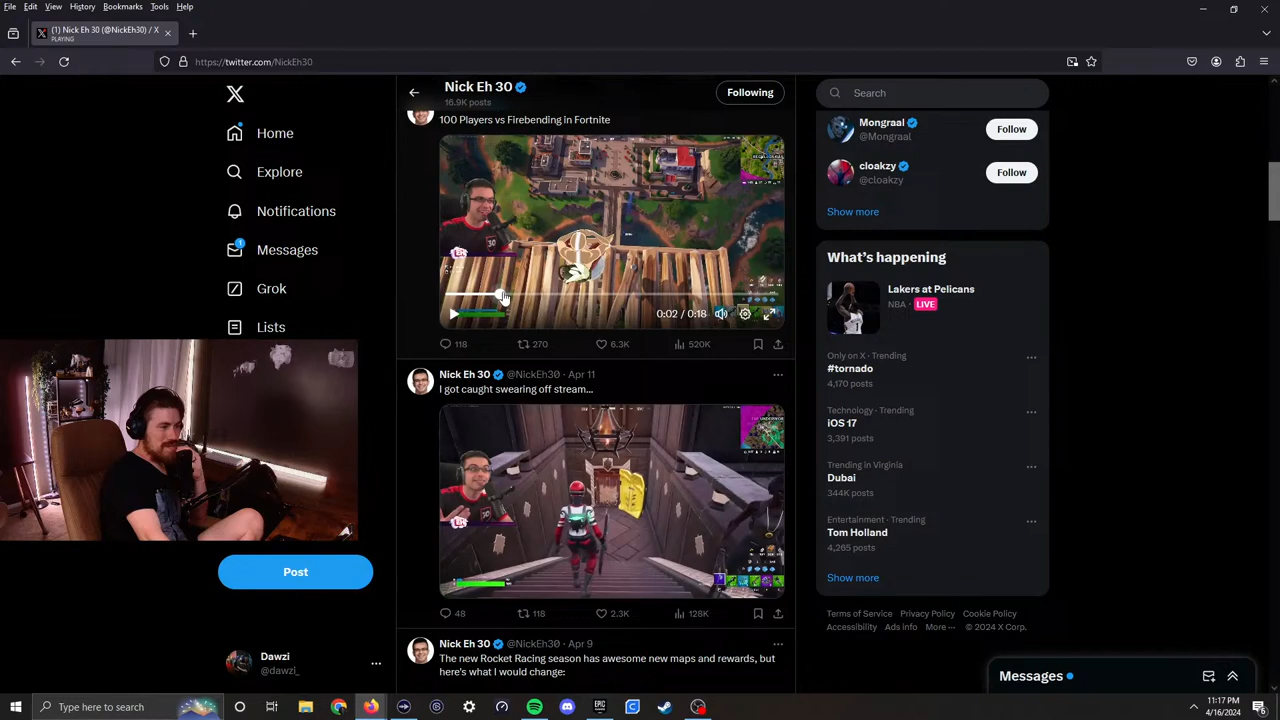 File Edit View History Bookmarks Tools Help
(1) Nick Eh 30 (@NickEh30) / X
PLAYING
https://twitter.com/NickEh30
Nick Eh 30
16.9K posts
Following
Search
Home
Explore
Notifications
1
Messages
Grok
Lists
Post
Dawzi
@dawzi_
100 Players vs Firebending in Fortnite
0:02 / 0:18
118
270
6.3K
520K
Nick Eh 30 @NickEh30 · Apr 11
I got caught swearing off stream...
48
118
2.3K
128K
Nick Eh 30 @NickEh30 · Apr 9
The new Rocket Racing season has awesome new maps and rewards, but
here's what I would change:
Mongraal
@Mongraal
Follow
cloakzy
@cloakzy
Follow
Show more
What's happening
Lakers at Pelicans
NBA · LIVE
Only on X · Trending
#tornado
4,170 posts
Technology · Trending
iOS 17
3,391 posts
Trending in Virginia
Dubai
344K posts
Entertainment · Trending
Tom Holland
4,265 posts
Show more
Terms of Service Privacy Policy Cookie Policy
Accessibility Ads info More ··· © 2024 X Corp.
Messages
Type here to search
11:17 PM
4/16/2024